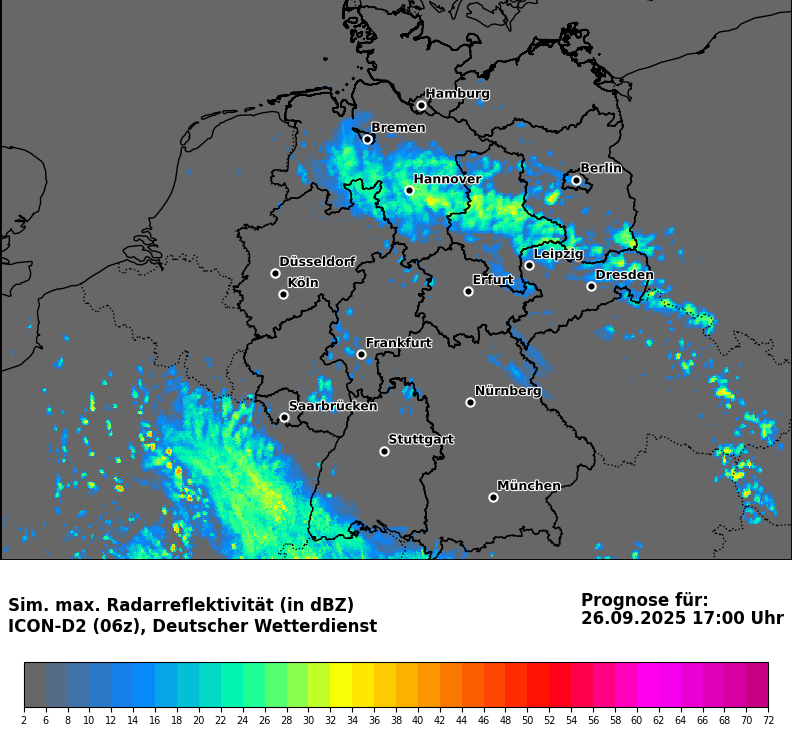 Hamburg
Bremen
Berlin
Hannover
Leipzig
Düsseldorf
Dresden
Köln
Erfurt
Frankfurt
Nürnberg
Saarbrücken
Stuttgart
München
Sim. max. Radarreflektivität (in dBZ)
ICON-D2 (06z), Deutscher Wetterdienst
Prognose für:
26.09.2025 17:00 Uhr
2 6 8 10 12 14 16 18 20 22 24 26 28 30 32 34 36 38 40 42 44 46 48 50 52 54 56 58 60 62 64 66 68 70 72